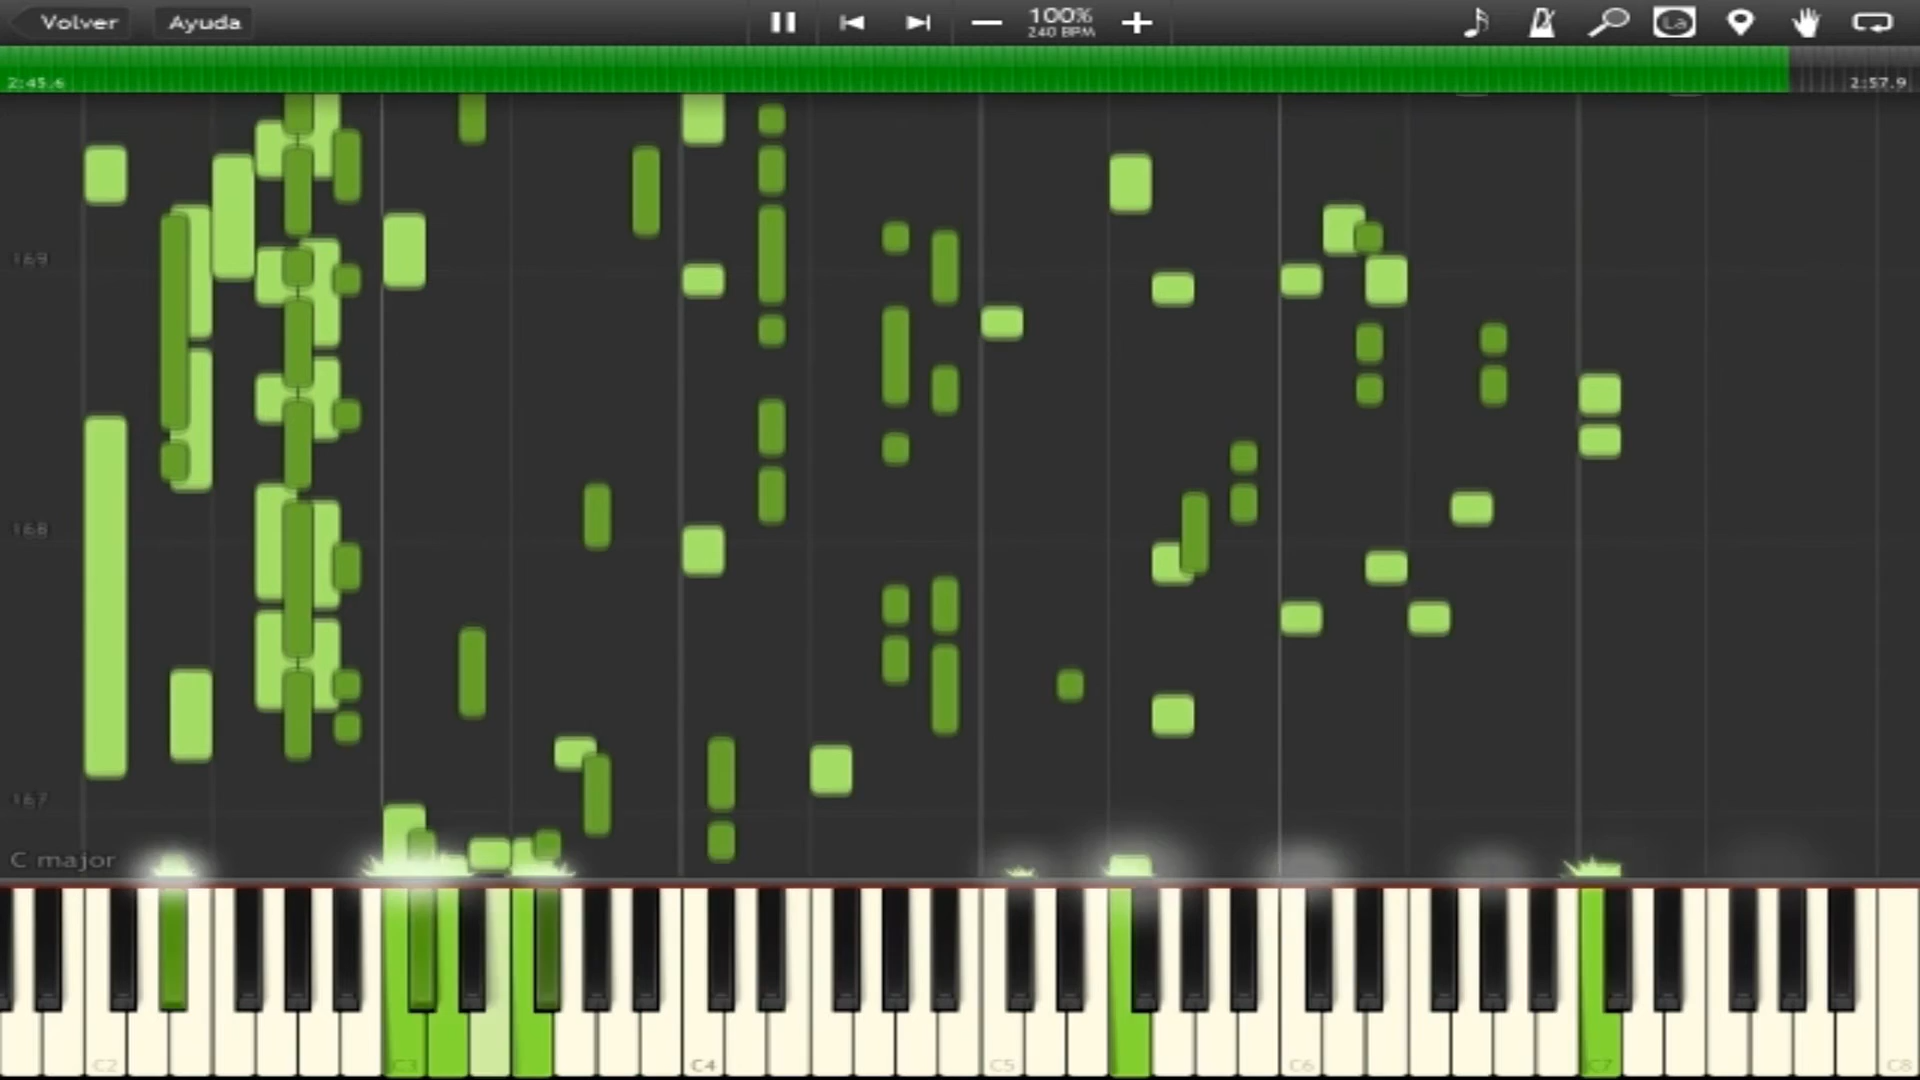 Volver Ayuda 100%
240 BPM
La
2:45.6 2:57.9
169
168
167
C major
C2 C3 C4 C5 C6 C7 C8